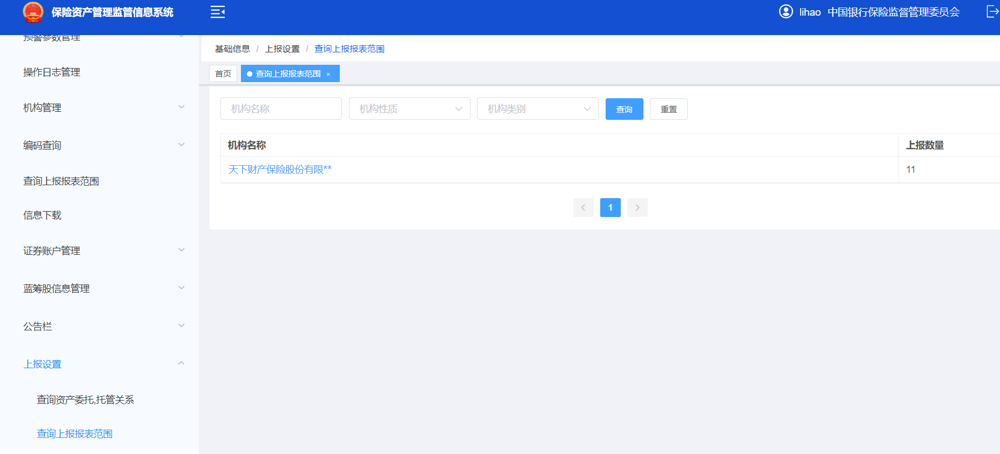 保险资产管理监管信息系统
lihao 中国银行保险监督管理委员会
预警参数管理
操作日志管理
机构管理
编码查询
查询上报报表范围
信息下载
证券账户管理
蓝筹股信息管理
公告栏
上报设置
查询资产委托,托管关系
查询上报报表范围
基础信息 / 上报设置 / 查询上报报表范围
首页 查询上报报表范围 ×
机构名称 机构性质 机构类别 查询 重置
机构名称 上报数量
天下财产保险股份有限** 11
1